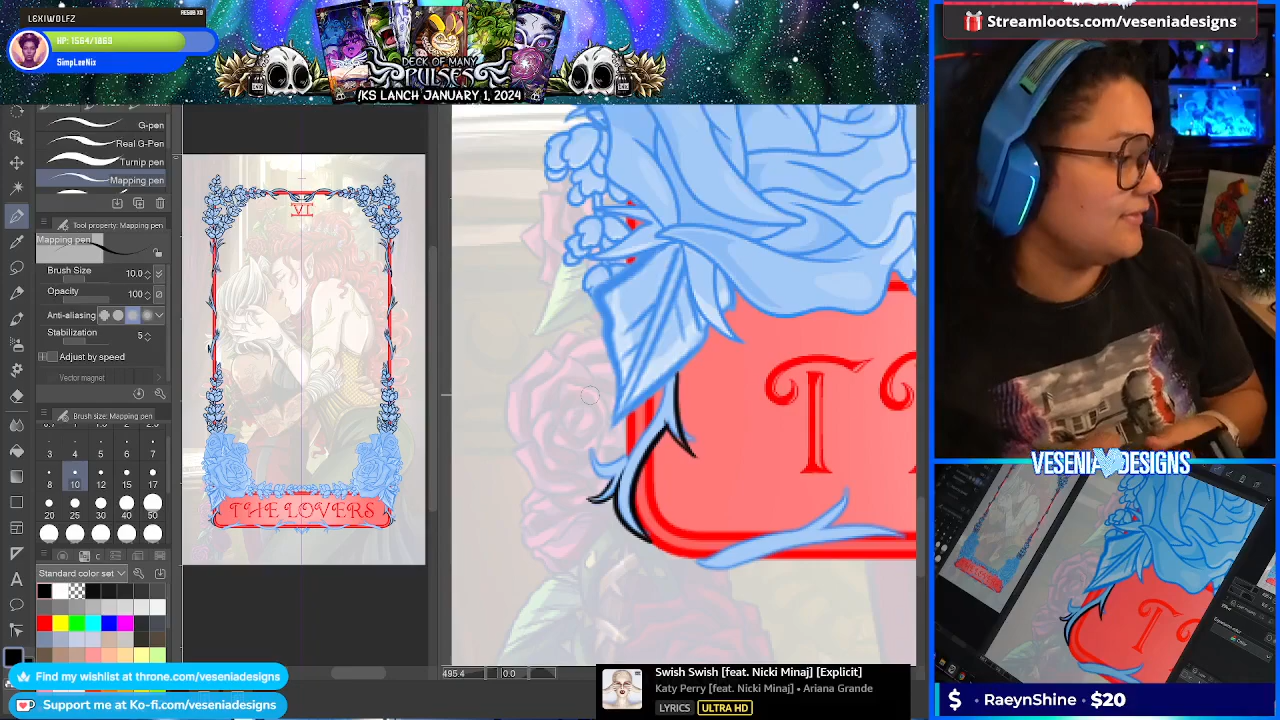 LEXIWOLFZ
HP: 1564/1869
SimpLeeNix
DECK OF MANY
PULSES
!KS LANCH JANUARY 1, 2024
Streamloots.com/veseniadesigns
G-pen
Real G-Pen
Turnip pen
Mapping pen
Tool property: Mapping pen
Mapping pen
Brush Size 10.0
Opacity 100
Anti-aliasing
Stabilization 5
Adjust by speed
Vector magnet
Brush size: Mapping pen
3 4 5 6 7
8 10 12 15 17
20 25 30 40 50
Standard color set
VI
THE LOVERS
T
495.4 0.0
VESENIA DESIGNS
Find my wishlist at throne.com/veseniadesigns
Support me at Ko-fi.com/veseniadesigns
Swish Swish [feat. Nicki Minaj] [Explicit]
Katy Perry [feat. Nicki Minaj] • Ariana Grande
LYRICS ULTRA HD
$ RaeynShine - $20